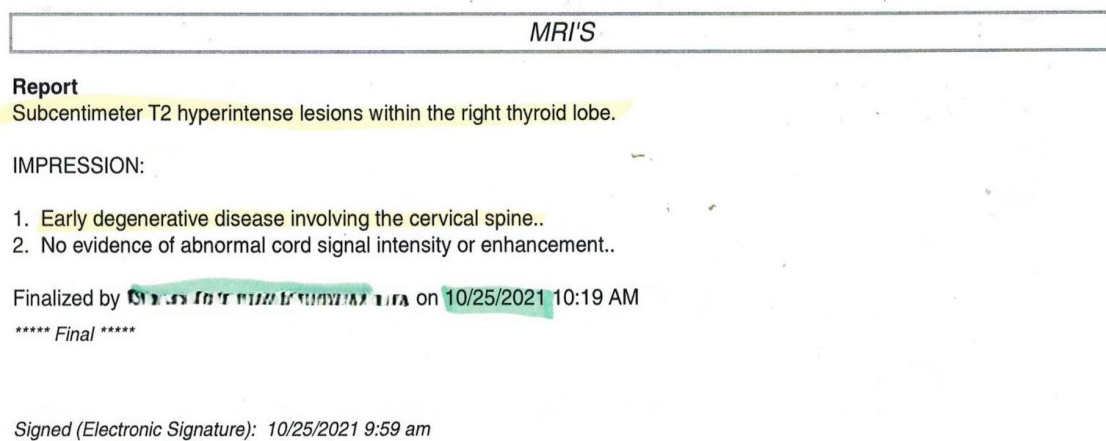 MRI'S
Report
Subcentimeter T2 hyperintense lesions within the right thyroid lobe.
IMPRESSION:
1. Early degenerative disease involving the cervical spine..
2. No evidence of abnormal cord signal intensity or enhancement..
Finalized by on 10/25/2021 10:19 AM
***** Final *****
Signed (Electronic Signature): 10/25/2021 9:59 am